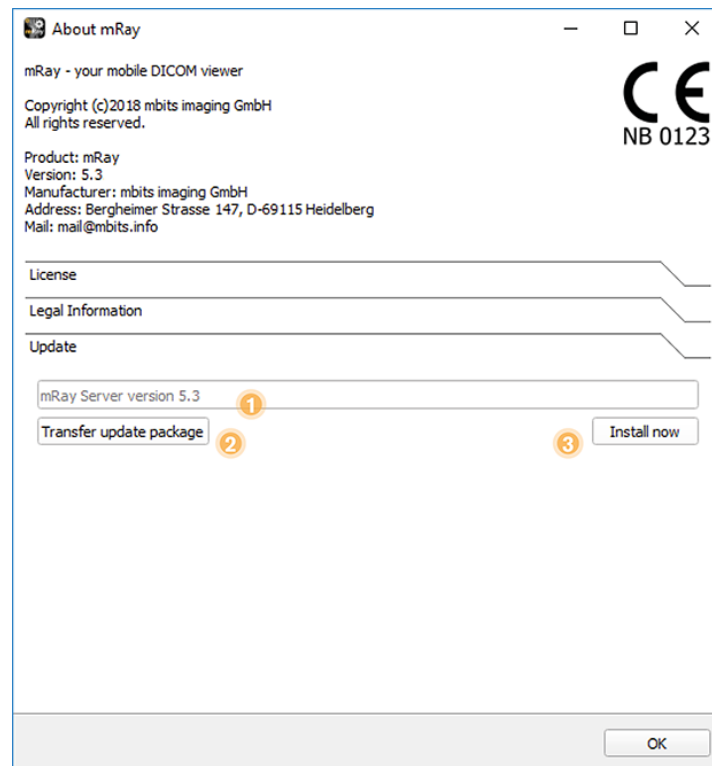 About mRay
mRay - your mobile DICOM viewer
Copyright (c)2018 mbits imaging GmbH
All rights reserved.
CE
NB 0123
Product: mRay
Version: 5.3
Manufacturer: mbits imaging GmbH
Address: Bergheimer Strasse 147, D-69115 Heidelberg
Mail: mail@mbits.info
License
Legal Information
Update
mRay Server version 5.3
1
Transfer update package
2
3
Install now
OK